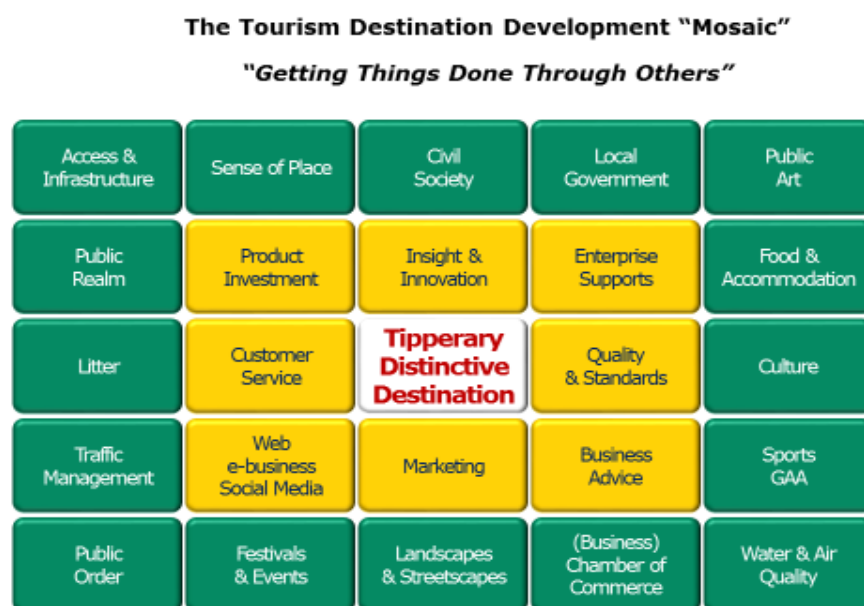 The Tourism Destination Development “Mosaic”
“Getting Things Done Through Others”
Access &
Infrastructure
Sense of Place
Civil
Society
Local
Government
Public
Art
Public
Realm
Product
Investment
Insight &
Innovation
Enterprise
Supports
Food &
Accommodation
Litter
Customer
Service
Tipperary
Distinctive
Destination
Quality
& Standards
Culture
Traffic
Management
Web
e-business
Social Media
Marketing
Business
Advice
Sports
GAA
Public
Order
Festivals
& Events
Landscapes
& Streetscapes
(Business)
Chamber of
Commerce
Water & Air
Quality